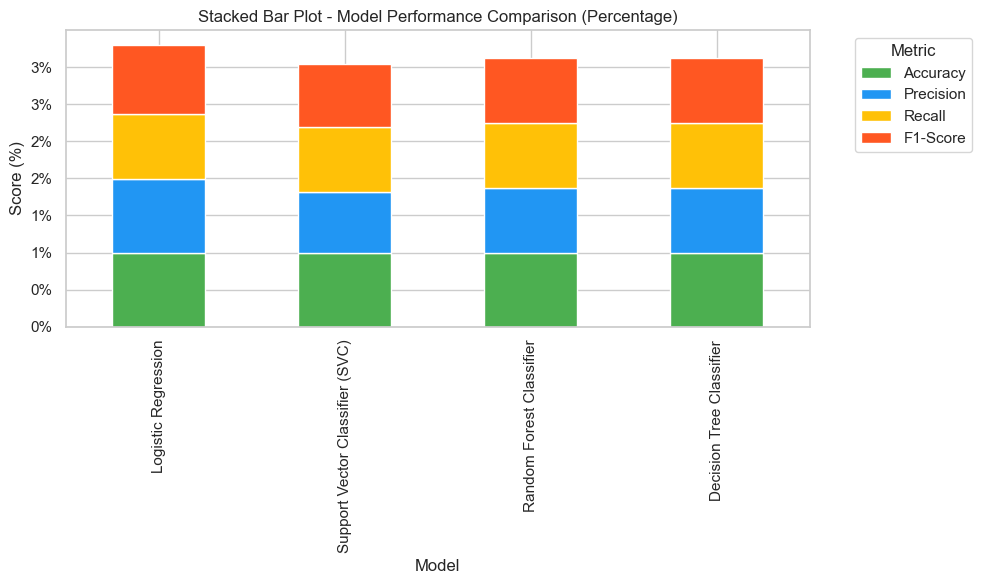 Stacked Bar Plot - Model Performance Comparison (Percentage)
Score (%)
3%
3%
2%
2%
1%
1%
0%
0%
Logistic Regression
Support Vector Classifier (SVC)
Random Forest Classifier
Decision Tree Classifier
Model
Metric
Accuracy
Precision
Recall
F1-Score